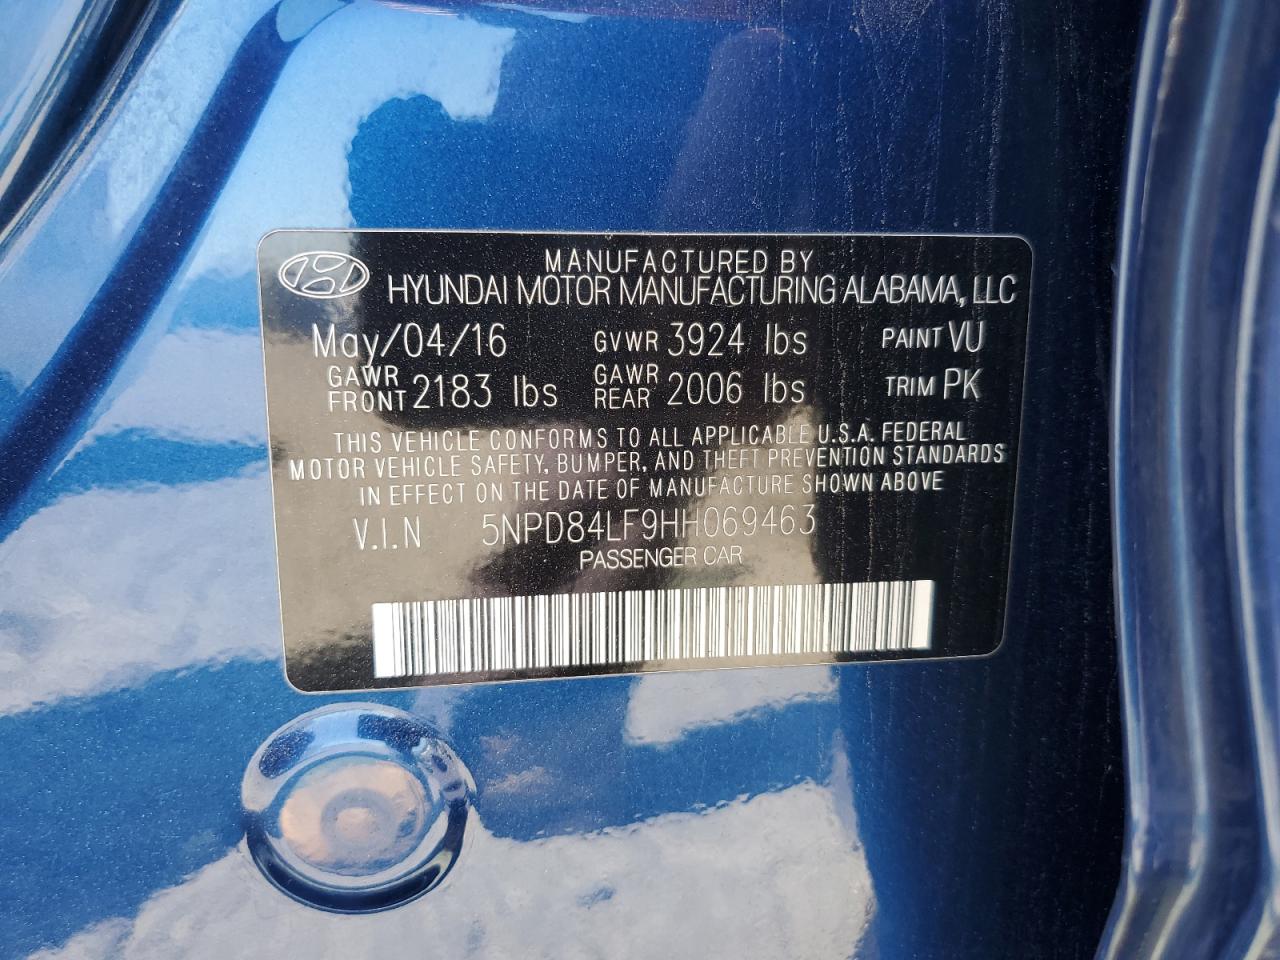 MANUFACTURED BY
HYUNDAI MOTOR MANUFACTURING ALABAMA, LLC
May/04/16 GVWR 3924 lbs PAINT VU
GAWR FRONT 2183 lbs GAWR REAR 2006 lbs TRIM PK
THIS VEHICLE CONFORMS TO ALL APPLICABLE U.S.A. FEDERAL
MOTOR VEHICLE SAFETY, BUMPER, AND THEFT PREVENTION STANDARDS
IN EFFECT ON THE DATE OF MANUFACTURE SHOWN ABOVE
V.I.N 5NPD84LF9HH069463
PASSENGER CAR